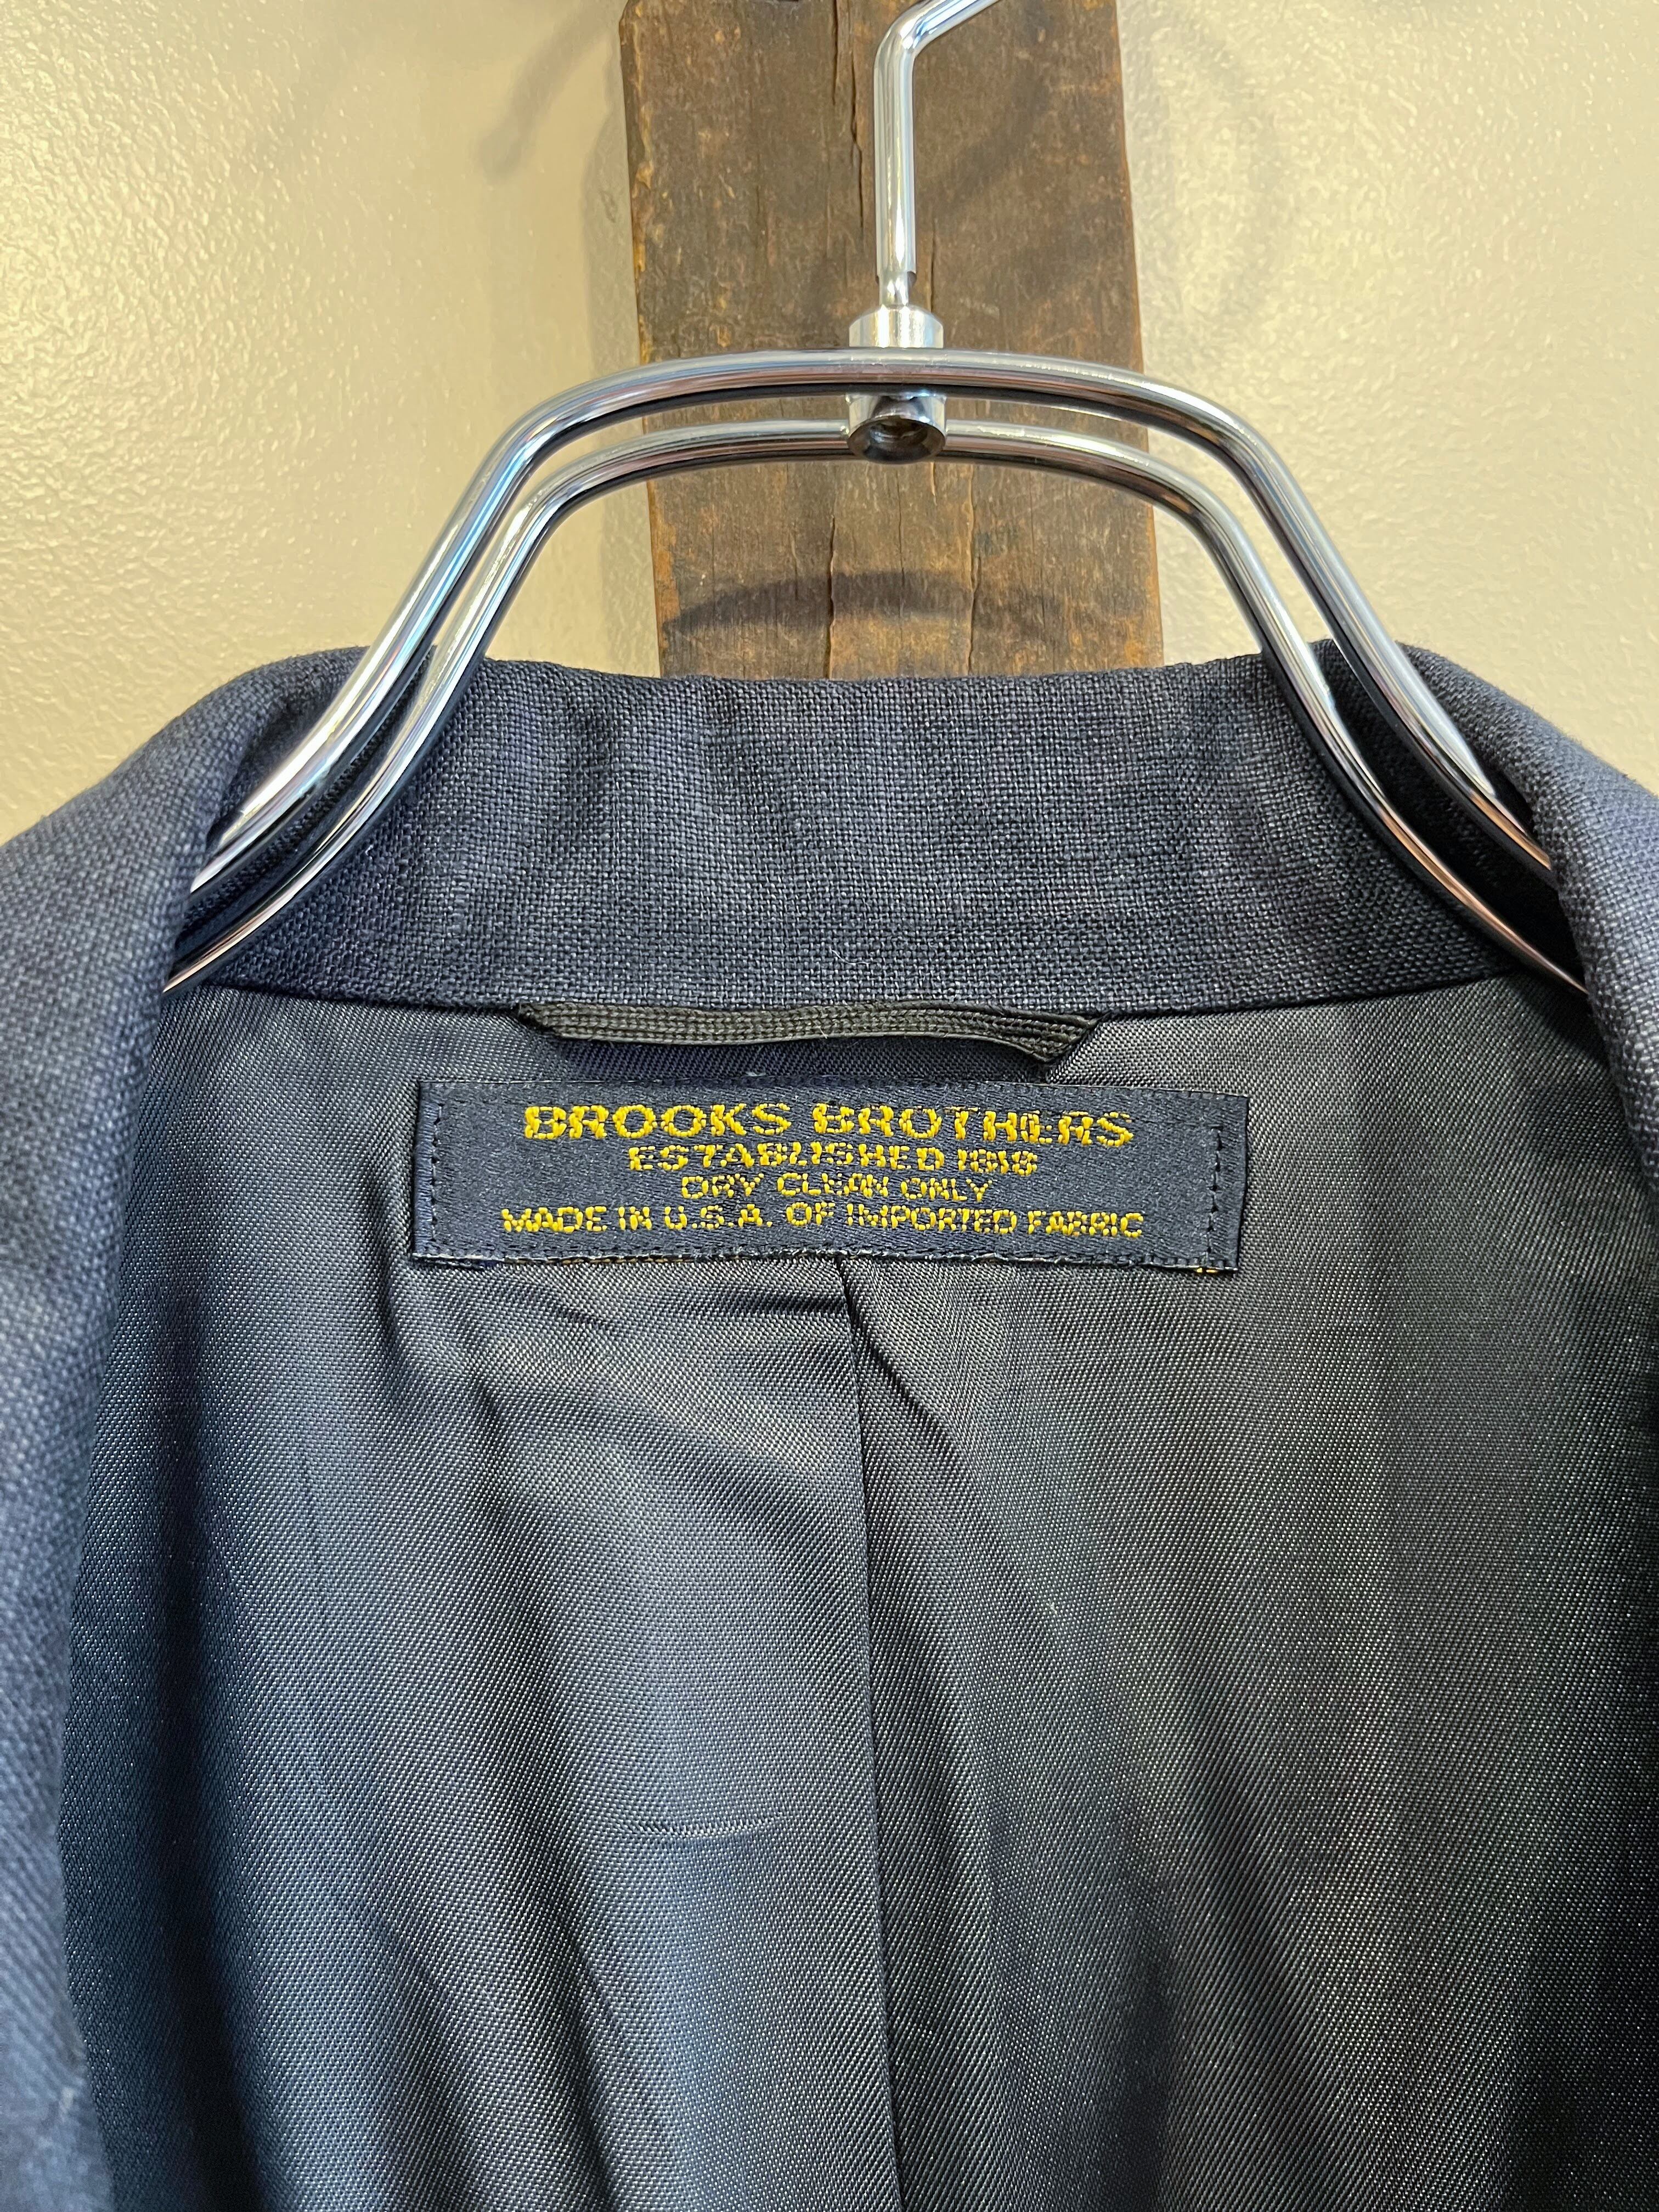 BROOKS BROTHERS
ESTABLISHED 1818
DRY CLEAN ONLY
MADE IN U.S.A. OF IMPORTED FABRIC